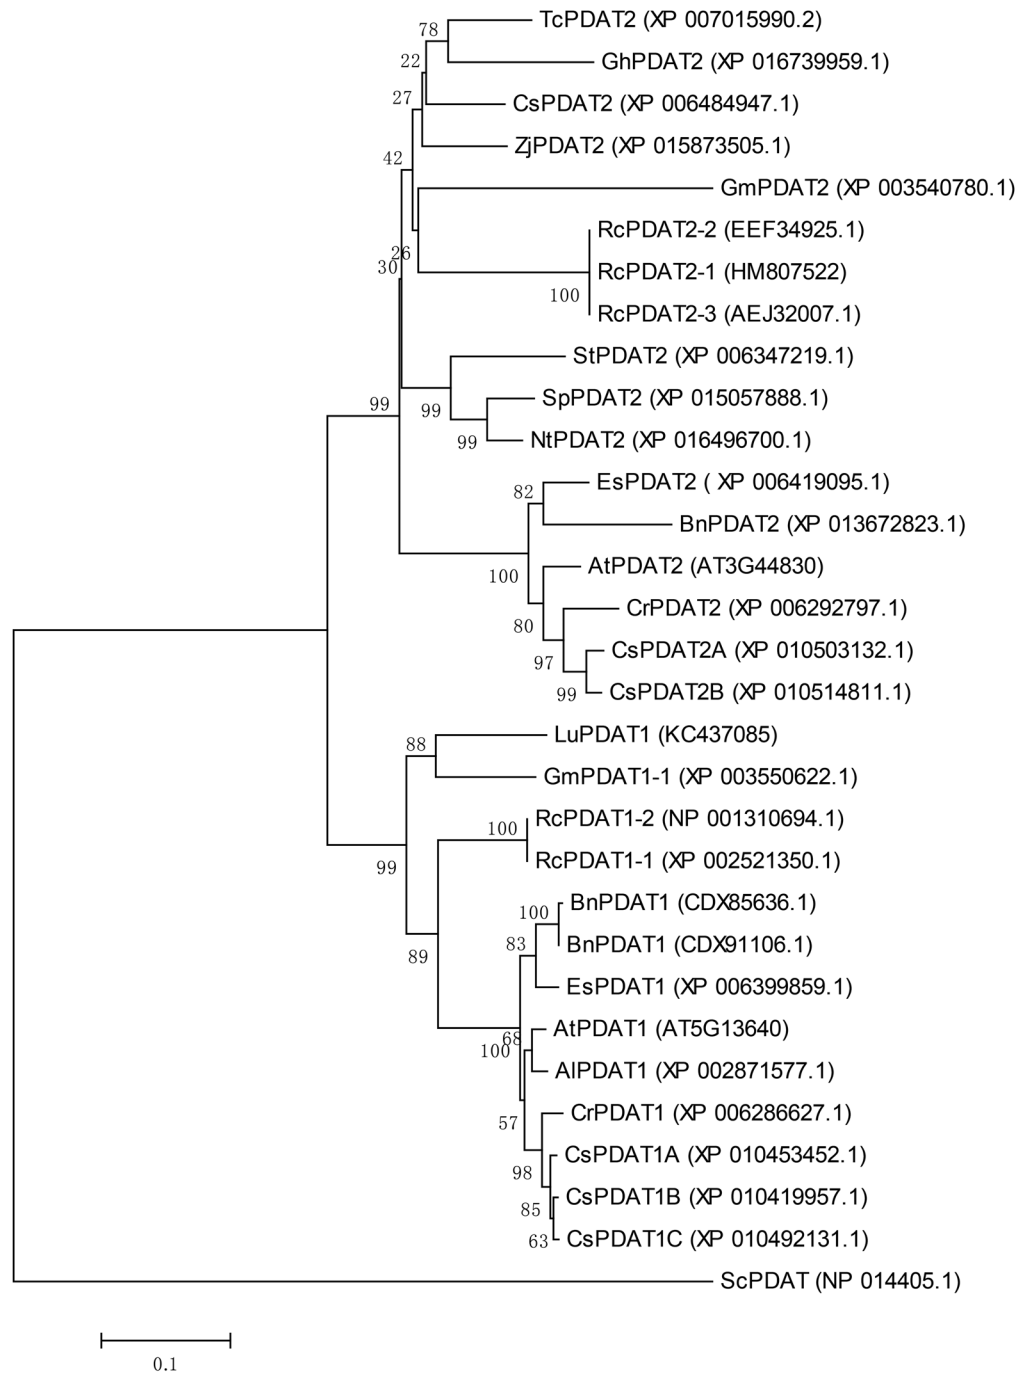 TcPDAT2 (XP 007015990.2)
78
GhPDAT2 (XP 016739959.1)
22
CsPDAT2 (XP 006484947.1)
27
ZjPDAT2 (XP 015873505.1)
42
GmPDAT2 (XP 003540780.1)
RcPDAT2-2 (EEF34925.1)
26
30
RcPDAT2-1 (HM807522)
100
RcPDAT2-3 (AEJ32007.1)
StPDAT2 (XP 006347219.1)
99
99
SpPDAT2 (XP 015057888.1)
99
NtPDAT2 (XP 016496700.1)
EsPDAT2 ( XP 006419095.1)
82
BnPDAT2 (XP 013672823.1)
100
AtPDAT2 (AT3G44830)
CrPDAT2 (XP 006292797.1)
80
CsPDAT2A (XP 010503132.1)
97
CsPDAT2B (XP 010514811.1)
99
LuPDAT1 (KC437085)
88
GmPDAT1-1 (XP 003550622.1)
RcPDAT1-2 (NP 001310694.1)
100
RcPDAT1-1 (XP 002521350.1)
99
BnPDAT1 (CDX85636.1)
100
BnPDAT1 (CDX91106.1)
83
89
EsPDAT1 (XP 006399859.1)
AtPDAT1 (AT5G13640)
68
100
AlPDAT1 (XP 002871577.1)
CrPDAT1 (XP 006286627.1)
57
CsPDAT1A (XP 010453452.1)
98
CsPDAT1B (XP 010419957.1)
85
CsPDAT1C (XP 010492131.1)
63
ScPDAT (NP 014405.1)
0.1